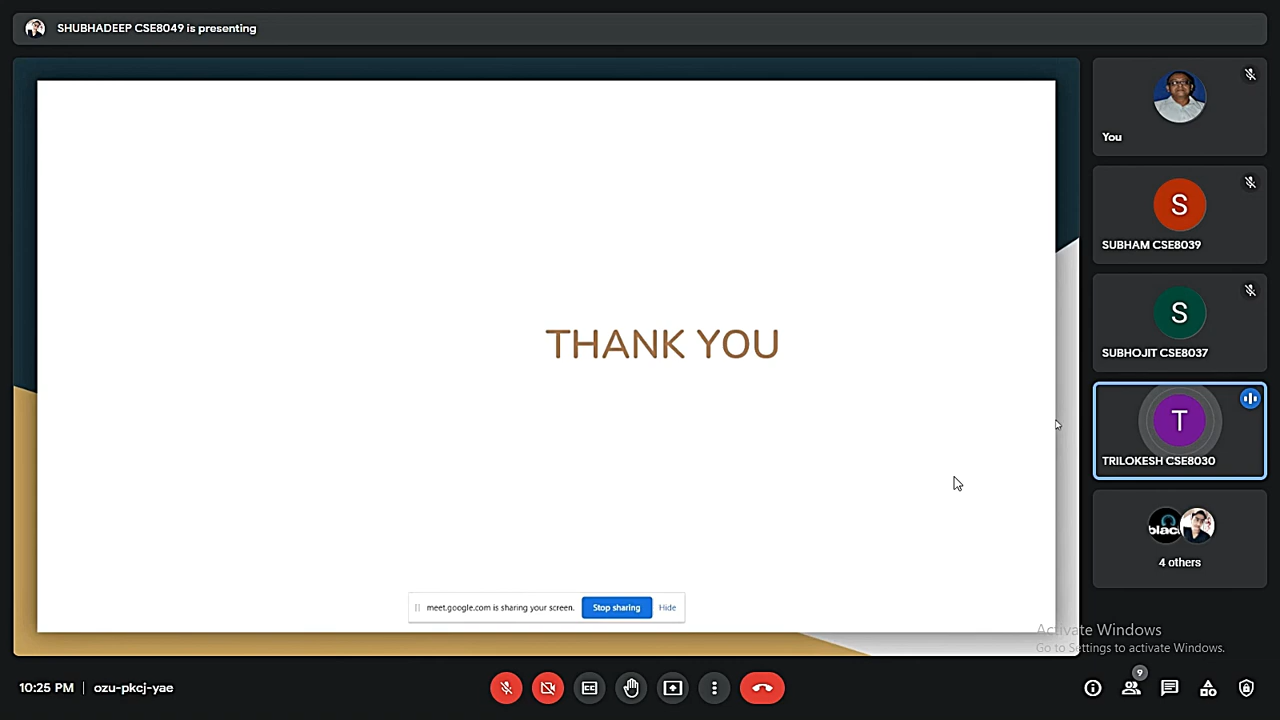 SHUBHADEEP CSE8049 is presenting
You
SUBHAM CSE8039
SUBHOJIT CSE8037
THANK YOU
TRILOKESH CSE8030
S
S
T
blac
4 others
meet.google.com is sharing your screen.
Stop sharing
Hide
Activate Windows
Go to Settings to activate Windows.
10:25 PM
ozu-pkcj-yae
9